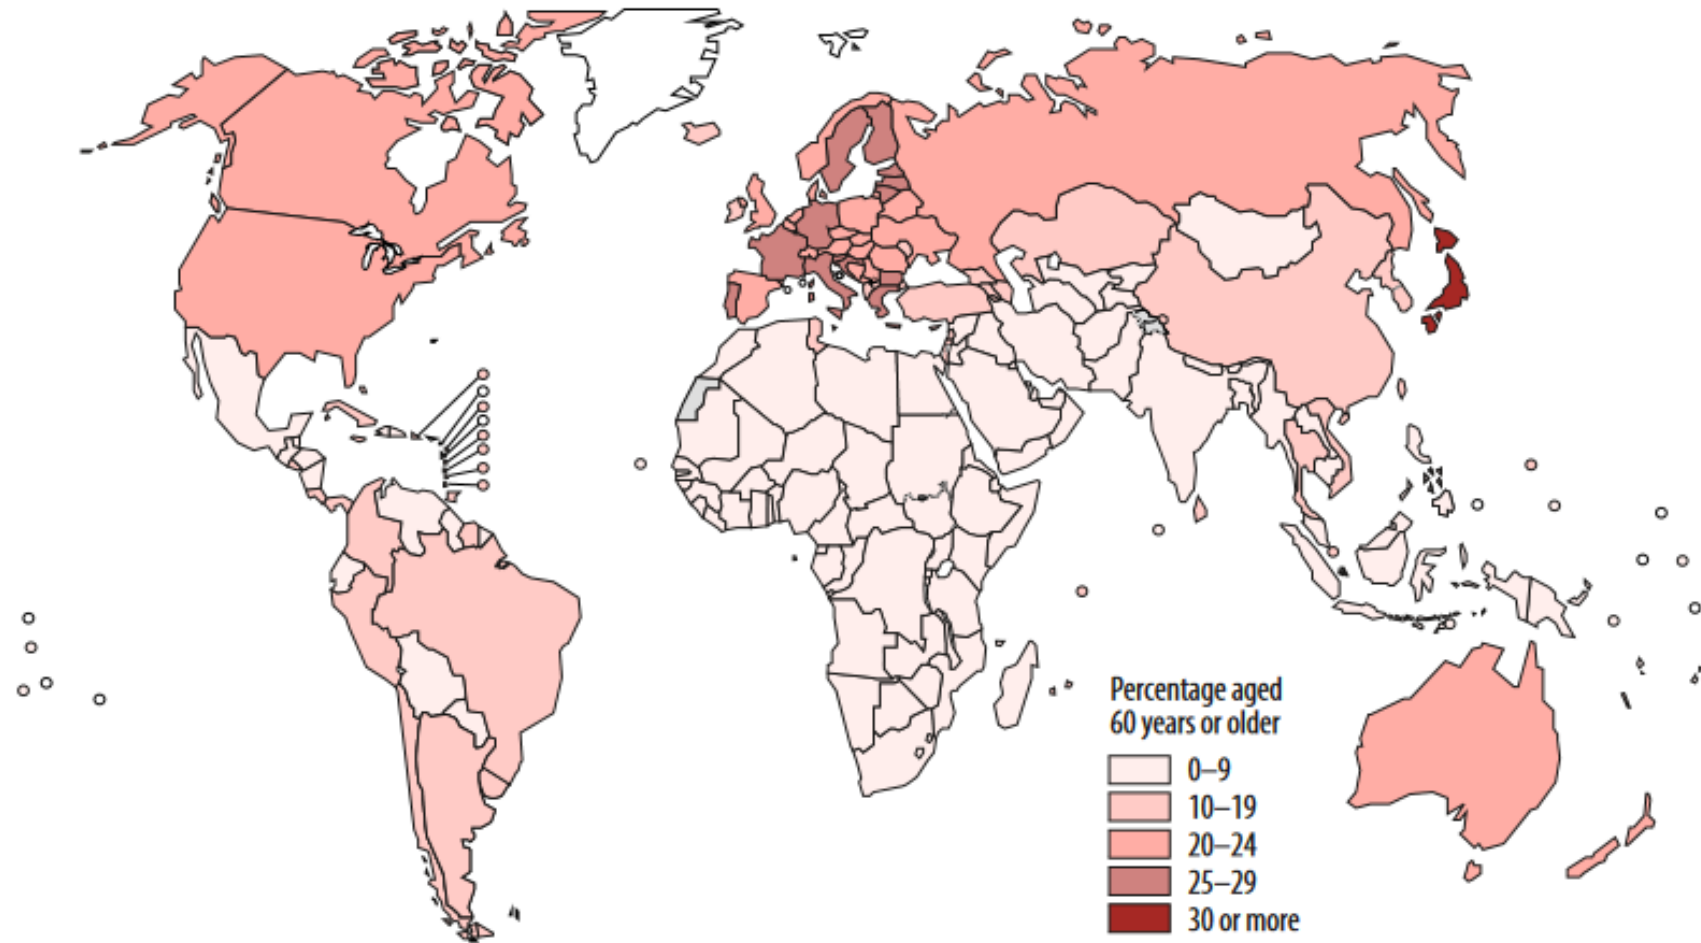 Percentage aged
60 years or older
0–9
10–19
20–24
25–29
30 or more